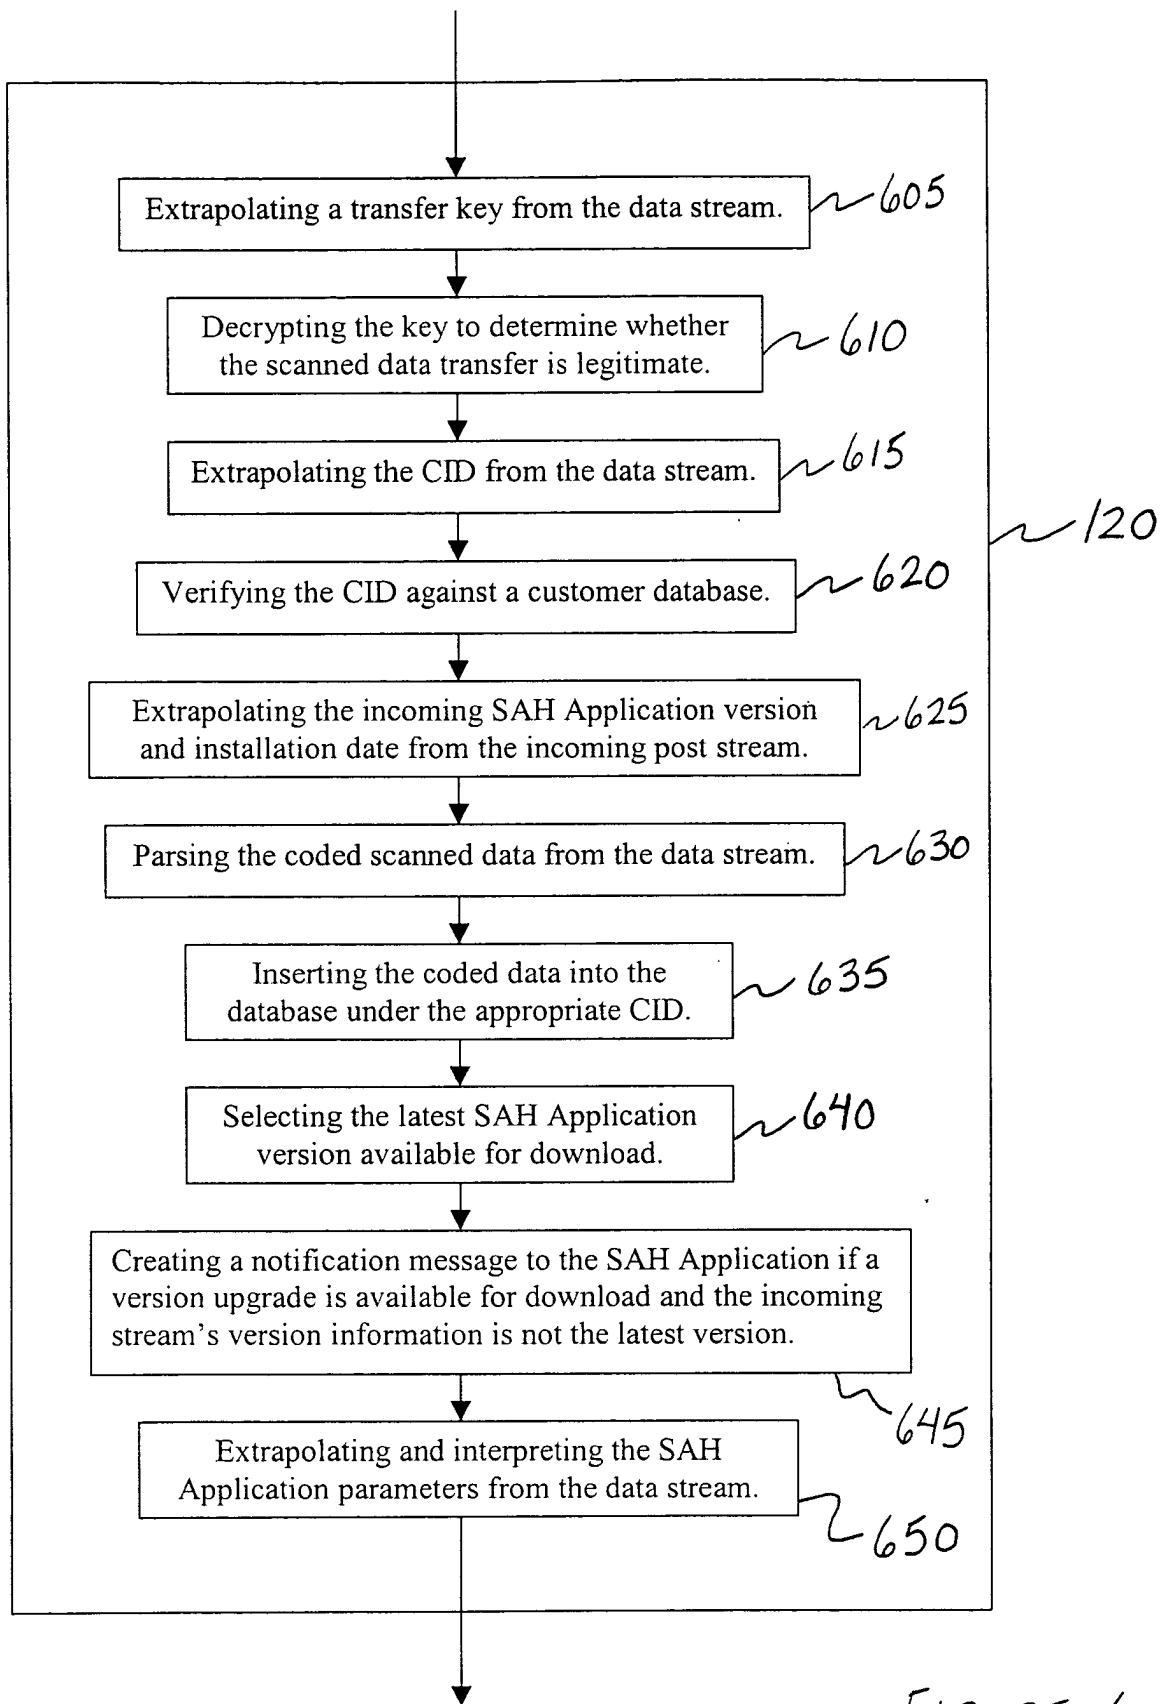 Extrapolating a transfer key from the data stream.
605
Decrypting the key to determine whether
the scanned data transfer is legitimate.
610
Extrapolating the CID from the data stream.
615
120
Verifying the CID against a customer database.
620
Extrapolating the incoming SAH Application version
and installation date from the incoming post stream.
625
Parsing the coded scanned data from the data stream.
630
Inserting the coded data into the
database under the appropriate CID.
635
Selecting the latest SAH Application
version available for download.
640
Creating a notification message to the SAH Application if a
version upgrade is available for download and the incoming
stream's version information is not the latest version.
645
Extrapolating and interpreting the SAH
Application parameters from the data stream.
650